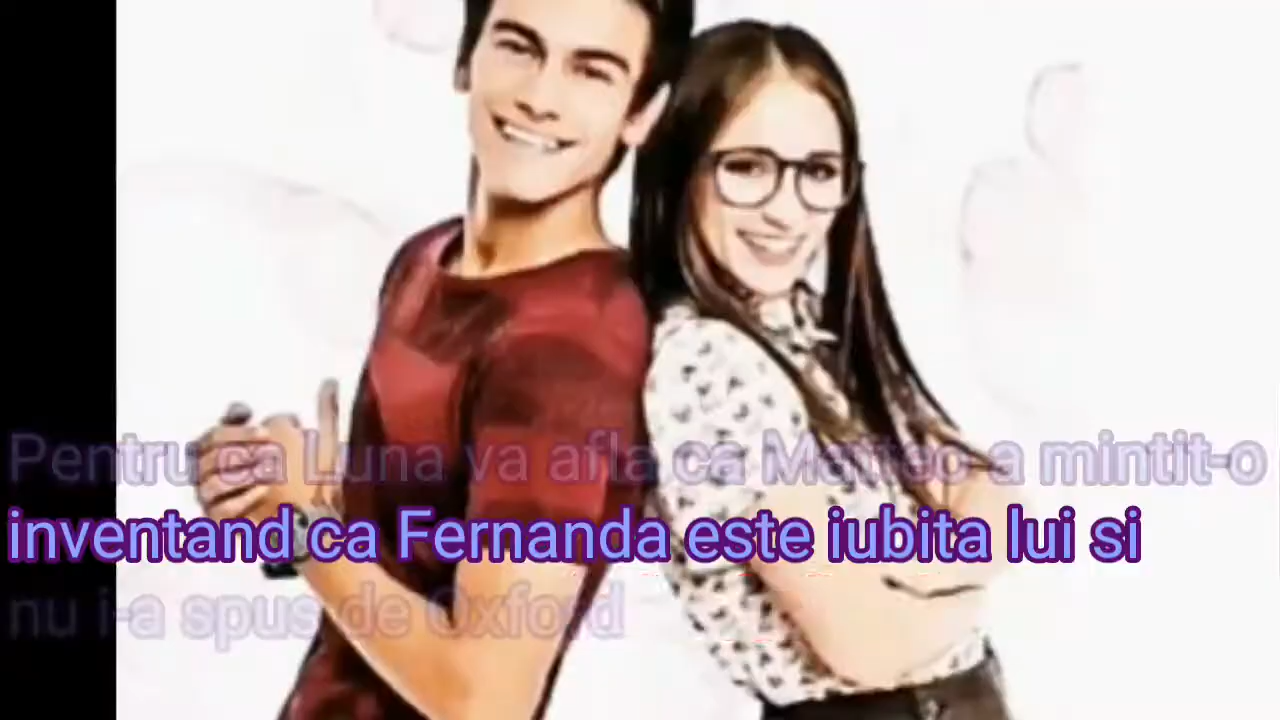 Pentru ca Luna va afla ca Matteo a mintit-o
inventand ca Fernanda este iubita lui si
nu i-a spus de Oxford